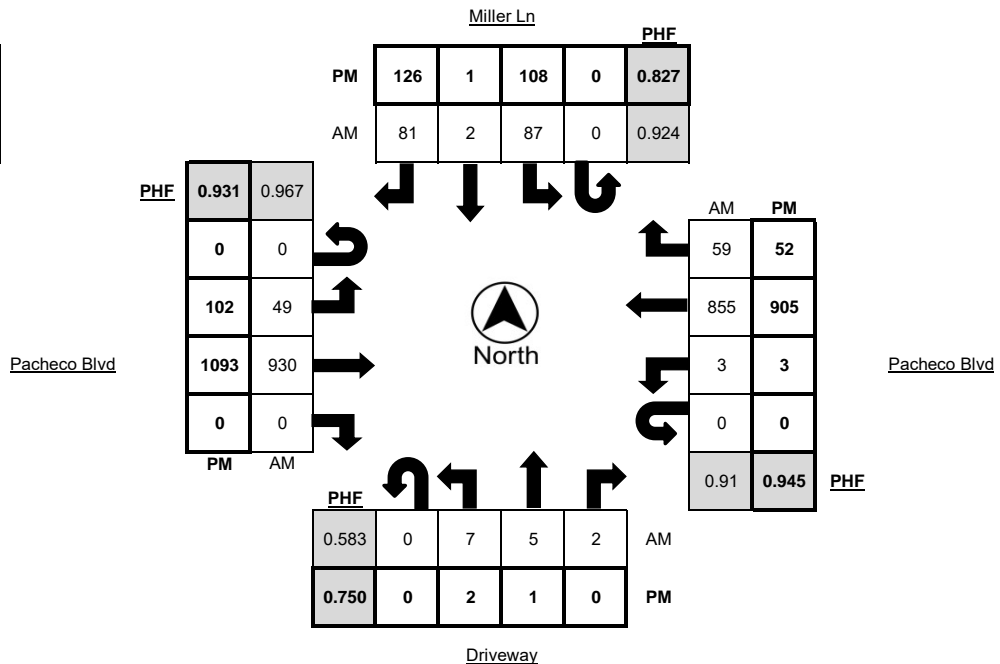 Miller Ln
PHF
PM 126 1 108 0 0.827
AM 81 2 87 0 0.924
PHF 0.931 0.967
0 0
102 49
1093 930
0 0
PM AM
Pacheco Blvd
North
AM PM
59 52
855 905
3 3
0 0
0.91 0.945 PHF
Pacheco Blvd
PHF
0.583 0 7 5 2 AM
0.750 0 2 1 0 PM
Driveway